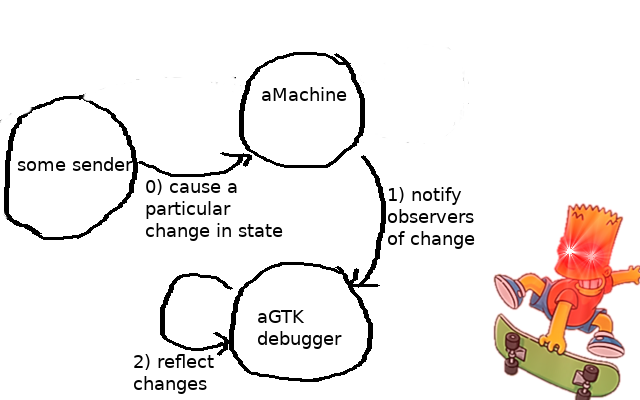 aMachine
some sender
0) cause a
particular
change in state
1) notify
observers
of change
aGTK
debugger
2) reflect
changes